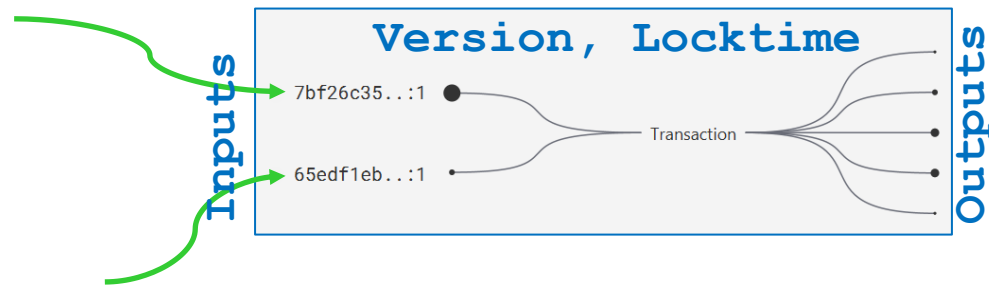 Version, Locktime
Inputs
7bf26c35..:1
65edf1eb..:1
Transaction
Outputs